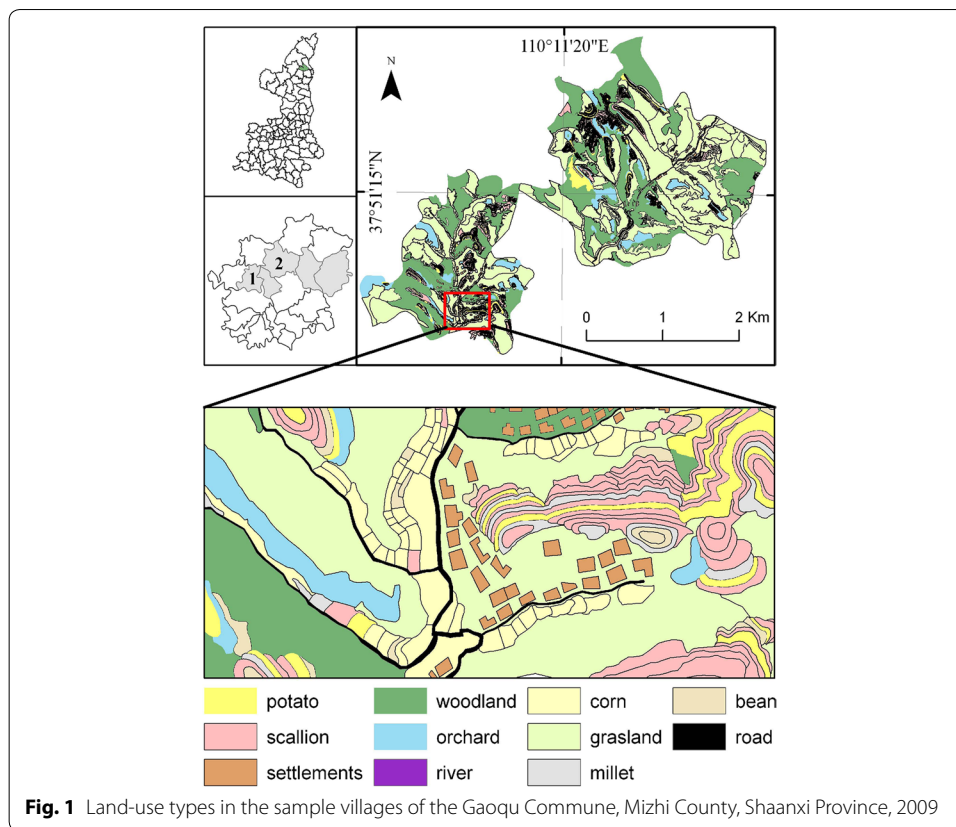 110°11'20"E
N
37°51'15"N
1
2
0 1 2 Km
potato woodland corn bean
scallion orchard grasland road
settlements river millet
Fig. 1 Land-use types in the sample villages of the Gaoqu Commune, Mizhi County, Shaanxi Province, 2009